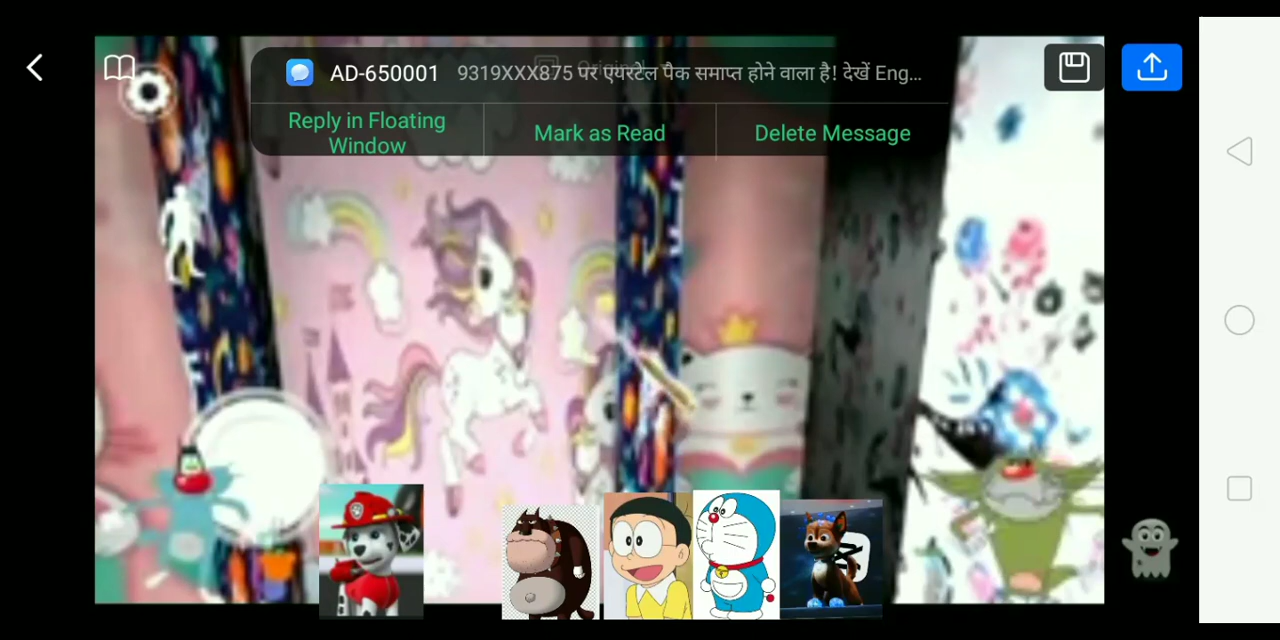 AD-650001 9319XXX875 पर एयरटेल पैक समाप्त होने वाला है! देखें Eng...
Reply in Floating
Window
Mark as Read
Delete Message